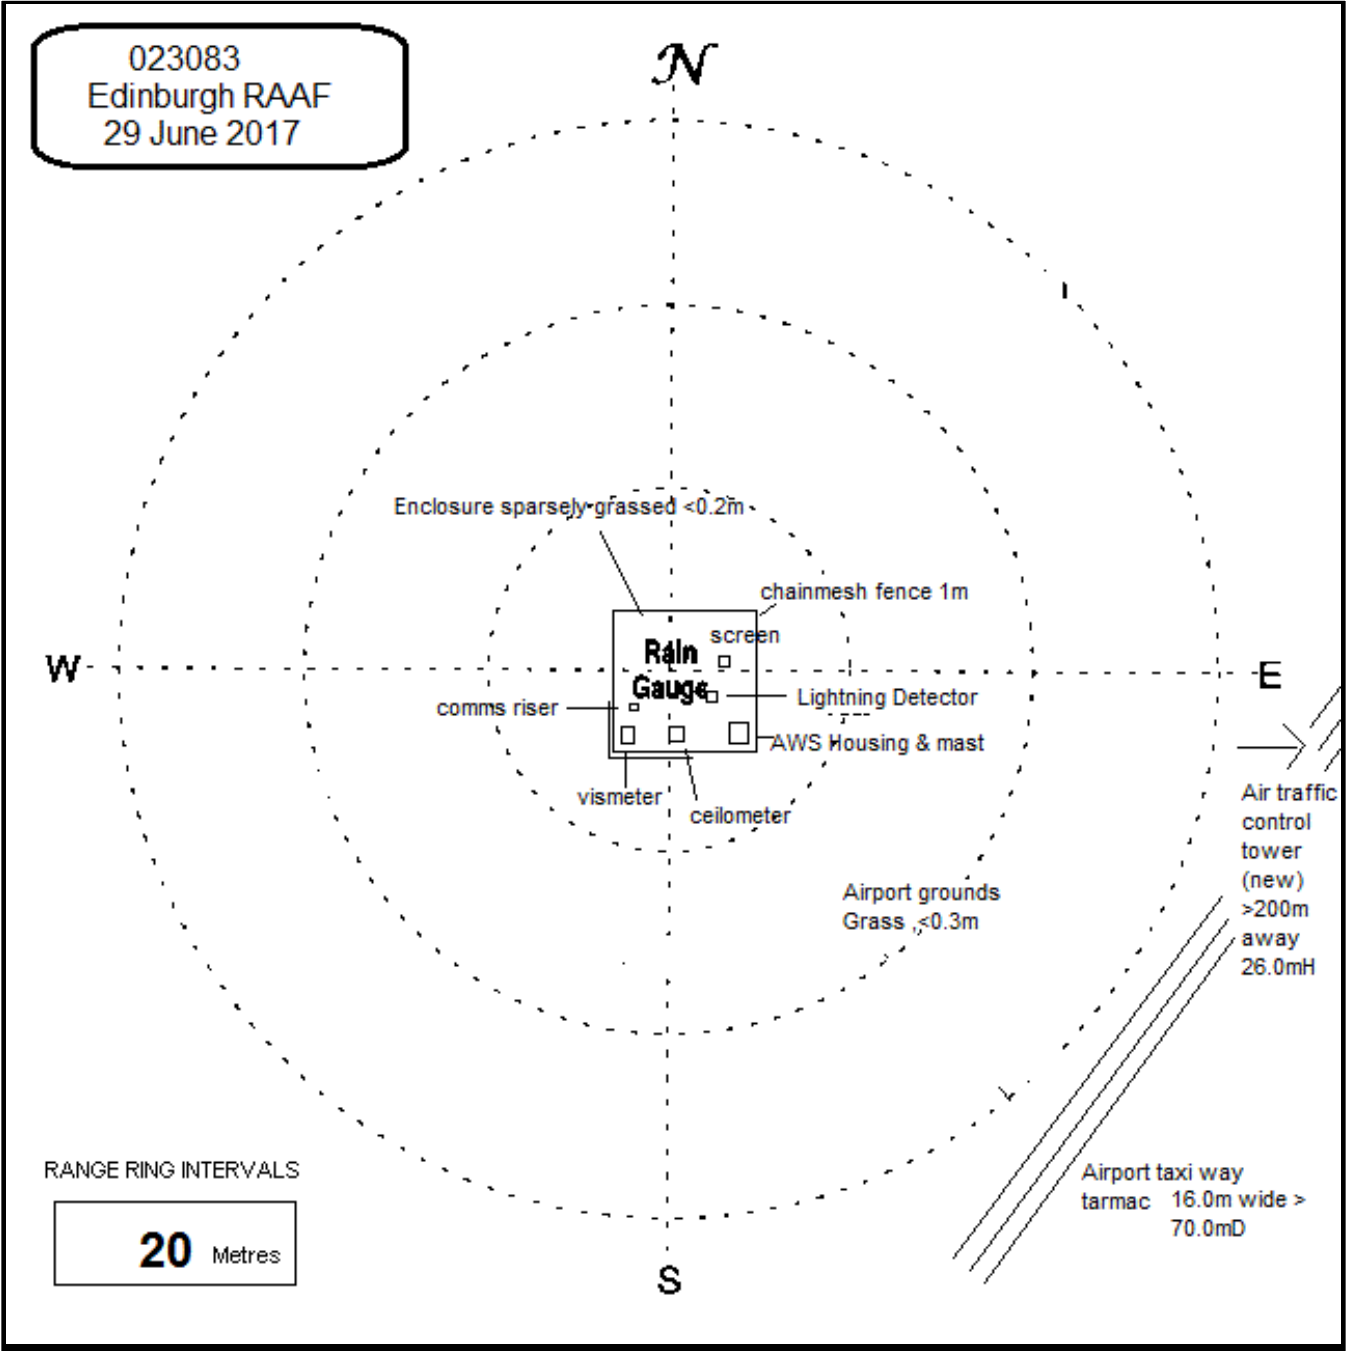 023083
Edinburgh RAAF
29 June 2017
N
Enclosure sparsely grassed <0.2m
chainmesh fence 1m
screen
Rain
Gauge
W
E
Lightning Detector
comms riser
AWS Housing & mast
vismeter
ceilometer
Air traffic
control
tower
(new)
>200m
away
26.0mH
Airport grounds
Grass ,<0.3m
RANGE RING INTERVALS
20 Metres
Airport taxi way
tarmac 16.0m wide >
70.0mD
S